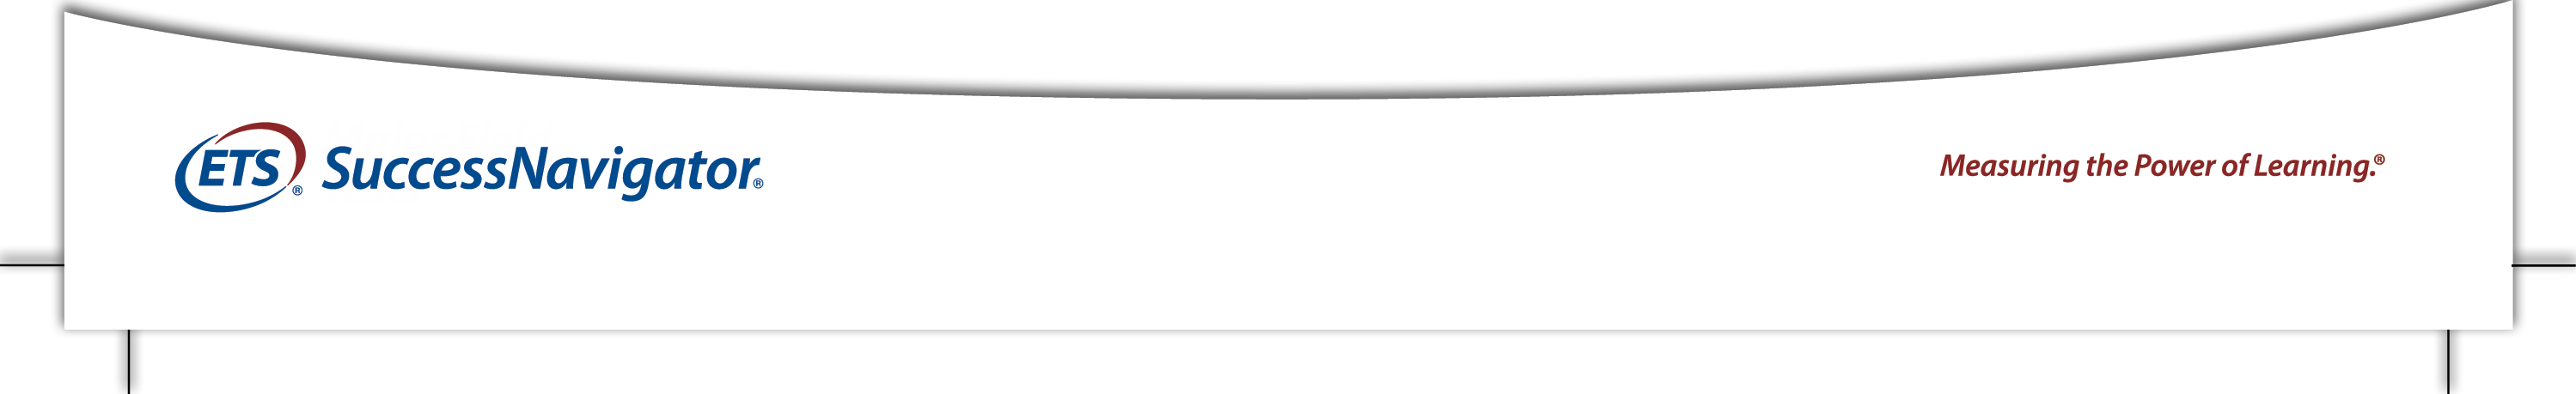 ETS® SuccessNavigator®
Measuring the Power of Learning.®